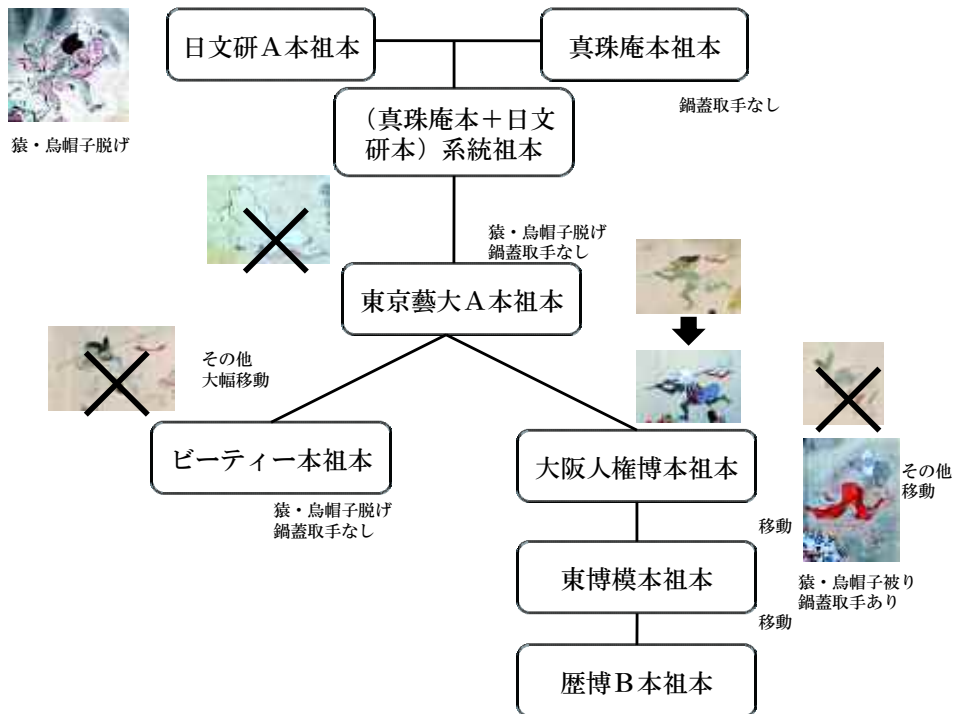 日文研A本祖本
真珠庵本祖本
猿・烏帽子脱げ
鍋蓋取手なし
（真珠庵本＋日文
研本）系統祖本
猿・烏帽子脱げ
鍋蓋取手なし
東京藝大A本祖本
その他
大幅移動
ビーティー本祖本
猿・烏帽子脱げ
鍋蓋取手なし
大阪人権博本祖本
その他
移動
移動
東博模本祖本
猿・烏帽子被り
鍋蓋取手あり
移動
歴博B本祖本